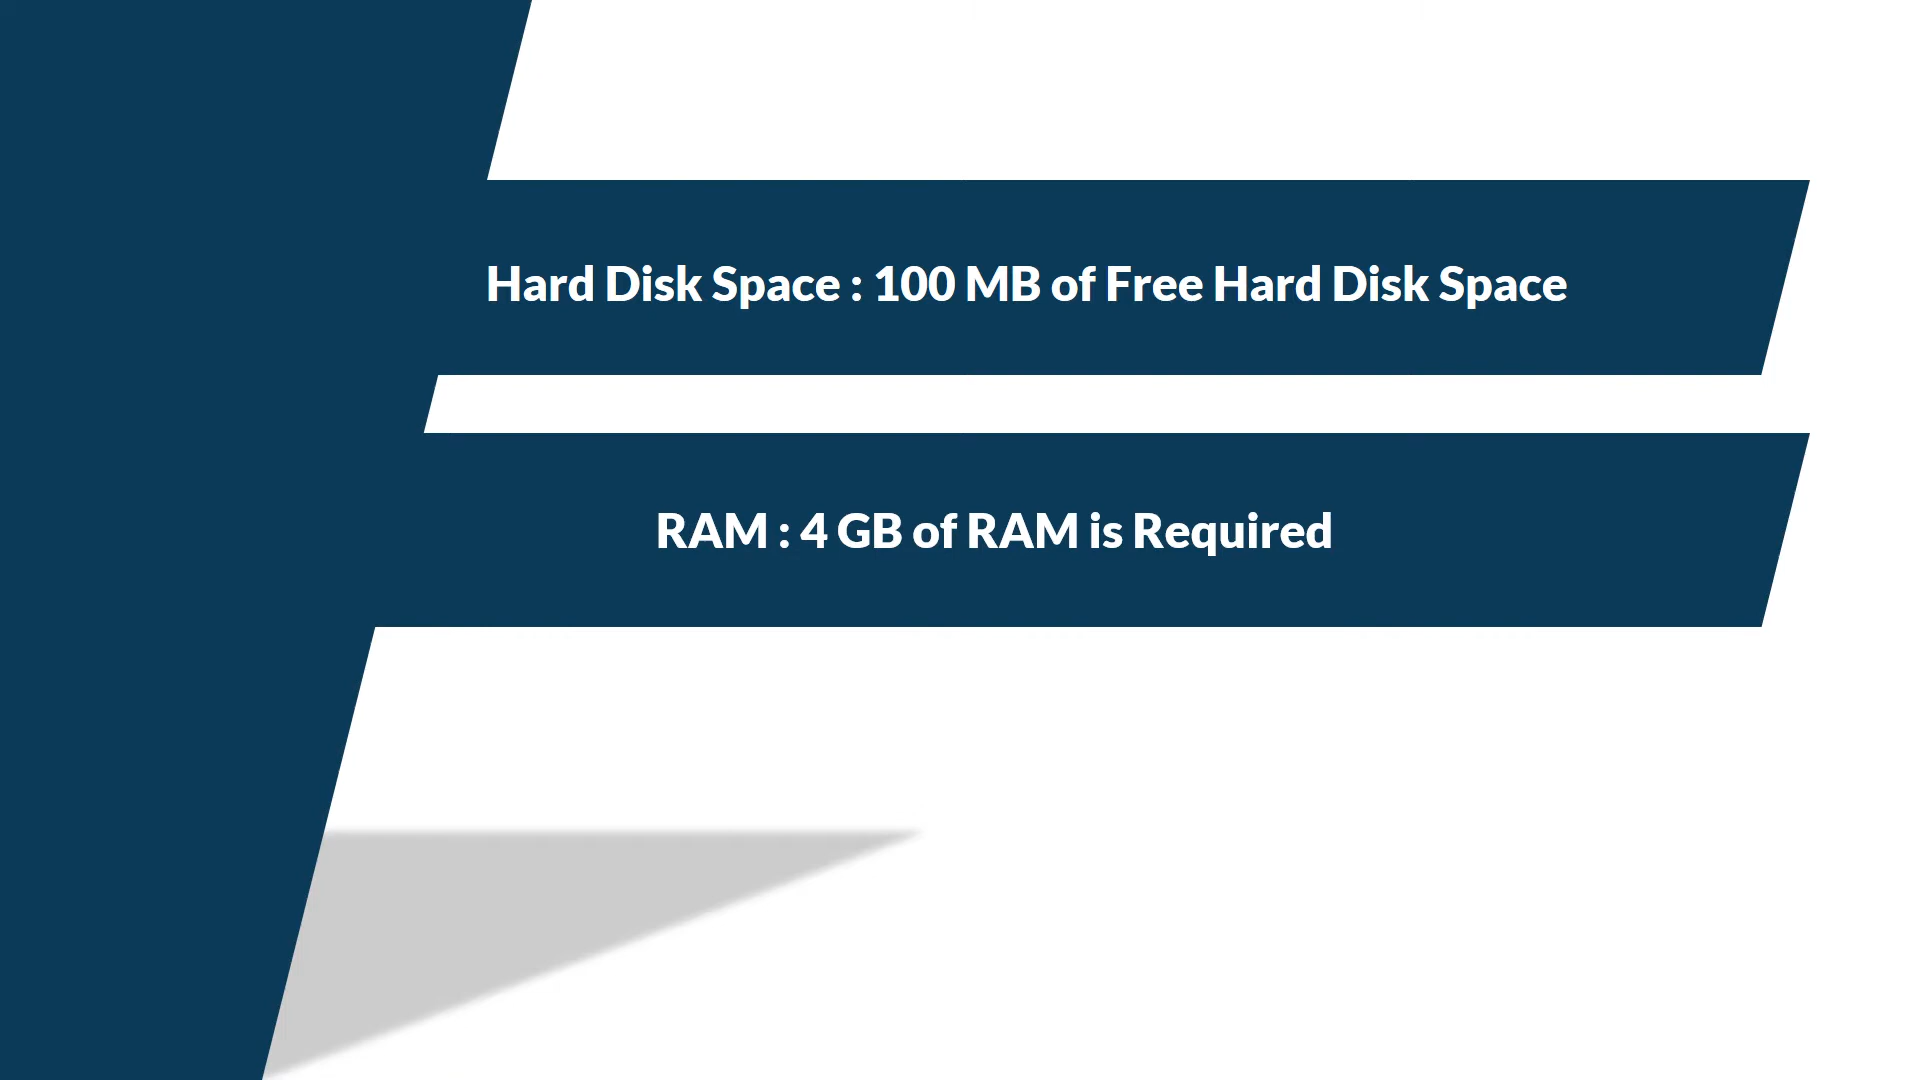 Hard Disk Space : 100 MB of Free Hard Disk Space
RAM : 4 GB of RAM is Required